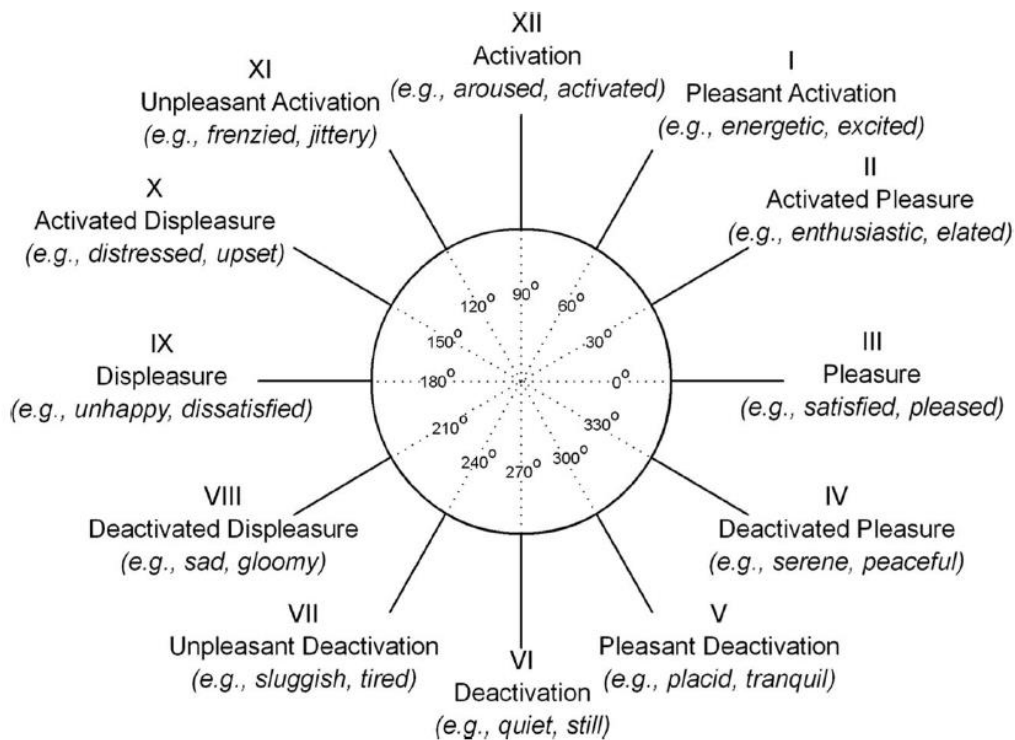 XII
Activation
(e.g., aroused, activated)
I
Pleasant Activation
(e.g., energetic, excited)
II
Activated Pleasure
(e.g., enthusiastic, elated)
III
Pleasure
(e.g., satisfied, pleased)
IV
Deactivated Pleasure
(e.g., serene, peaceful)
V
Pleasant Deactivation
(e.g., placid, tranquil)
VI
Deactivation
(e.g., quiet, still)
VII
Unpleasant Deactivation
(e.g., sluggish, tired)
VIII
Deactivated Displeasure
(e.g., sad, gloomy)
IX
Displeasure
(e.g., unhappy, dissatisfied)
X
Activated Displeasure
(e.g., distressed, upset)
XI
Unpleasant Activation
(e.g., frenzied, jittery)
90°
60°
30°
0°
330°
300°
270°
240°
210°
180°
150°
120°